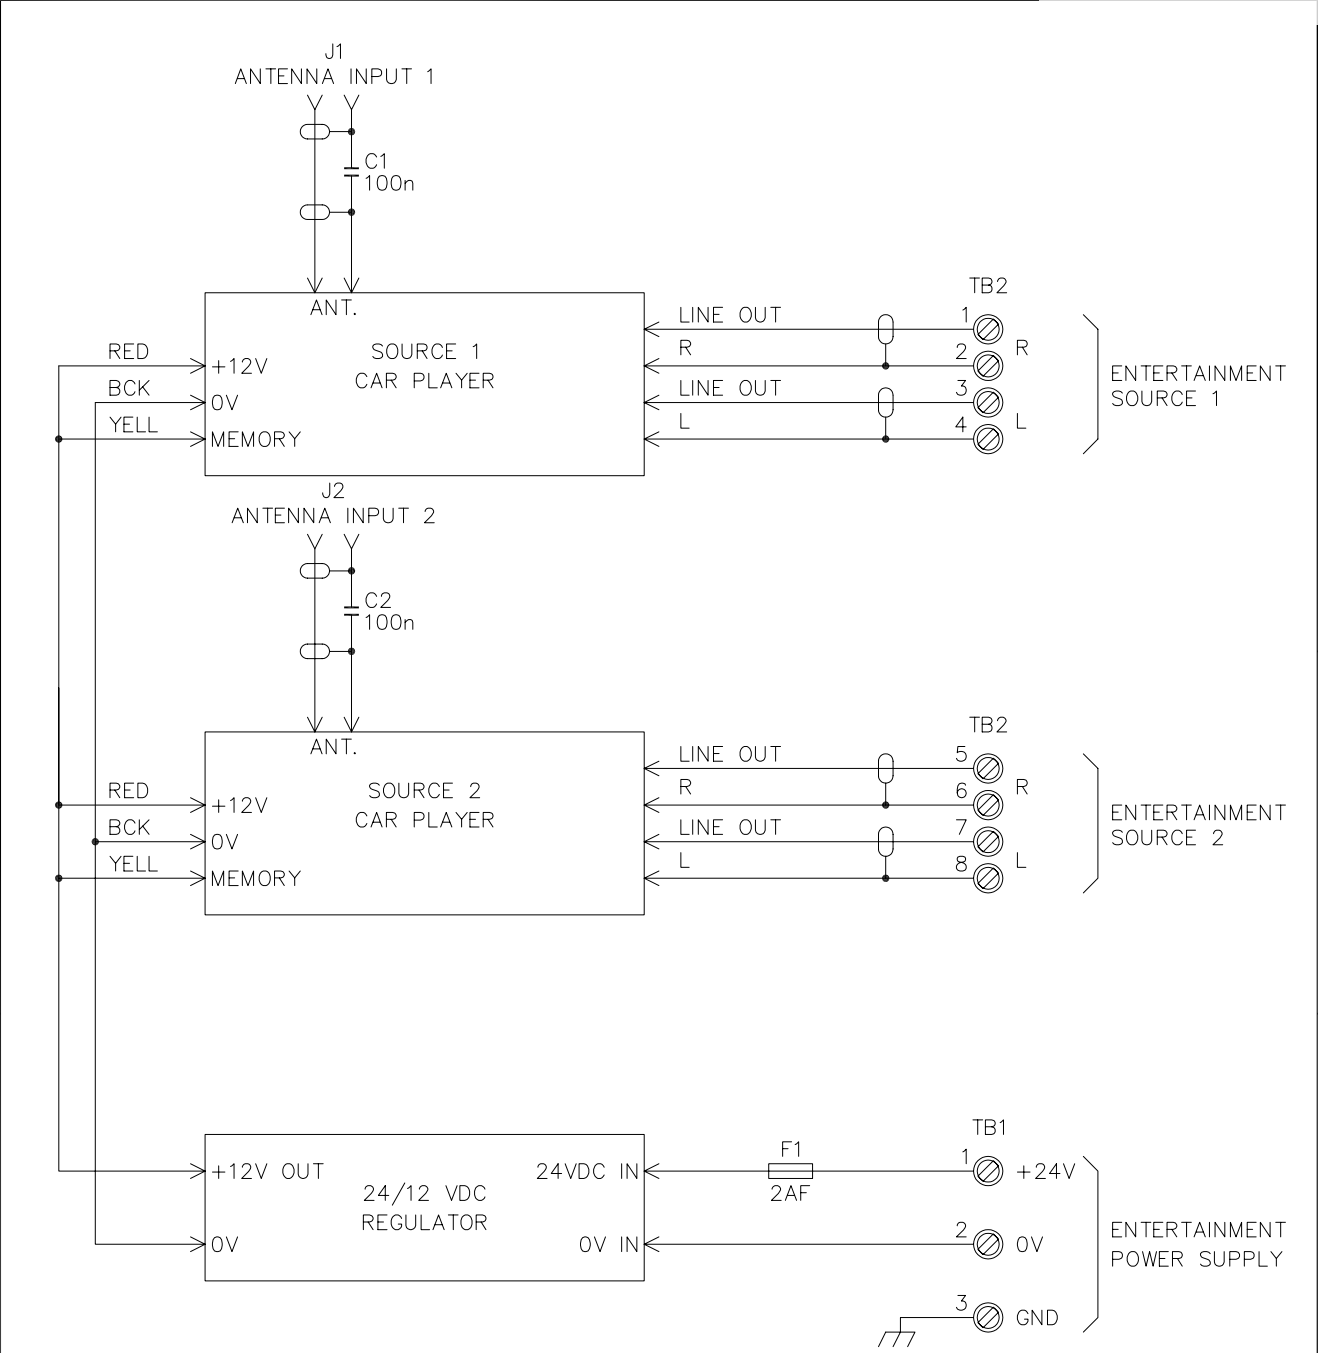 J1
ANTENNA INPUT 1
C1
100n
ANT.
SOURCE 1
CAR PLAYER
RED
+12V
BCK
0V
YELL
MEMORY
LINE OUT
R
LINE OUT
L
TB2
1
2
R
3
4
L
ENTERTAINMENT
SOURCE 1
J2
ANTENNA INPUT 2
C2
100n
ANT.
SOURCE 2
CAR PLAYER
RED
+12V
BCK
0V
YELL
MEMORY
LINE OUT
R
LINE OUT
L
TB2
5
6
R
7
8
L
ENTERTAINMENT
SOURCE 2
+12V OUT
0V
24/12 VDC
REGULATOR
24VDC IN
0V IN
F1
2AF
TB1
1
+24V
2
0V
3
GND
ENTERTAINMENT
POWER SUPPLY